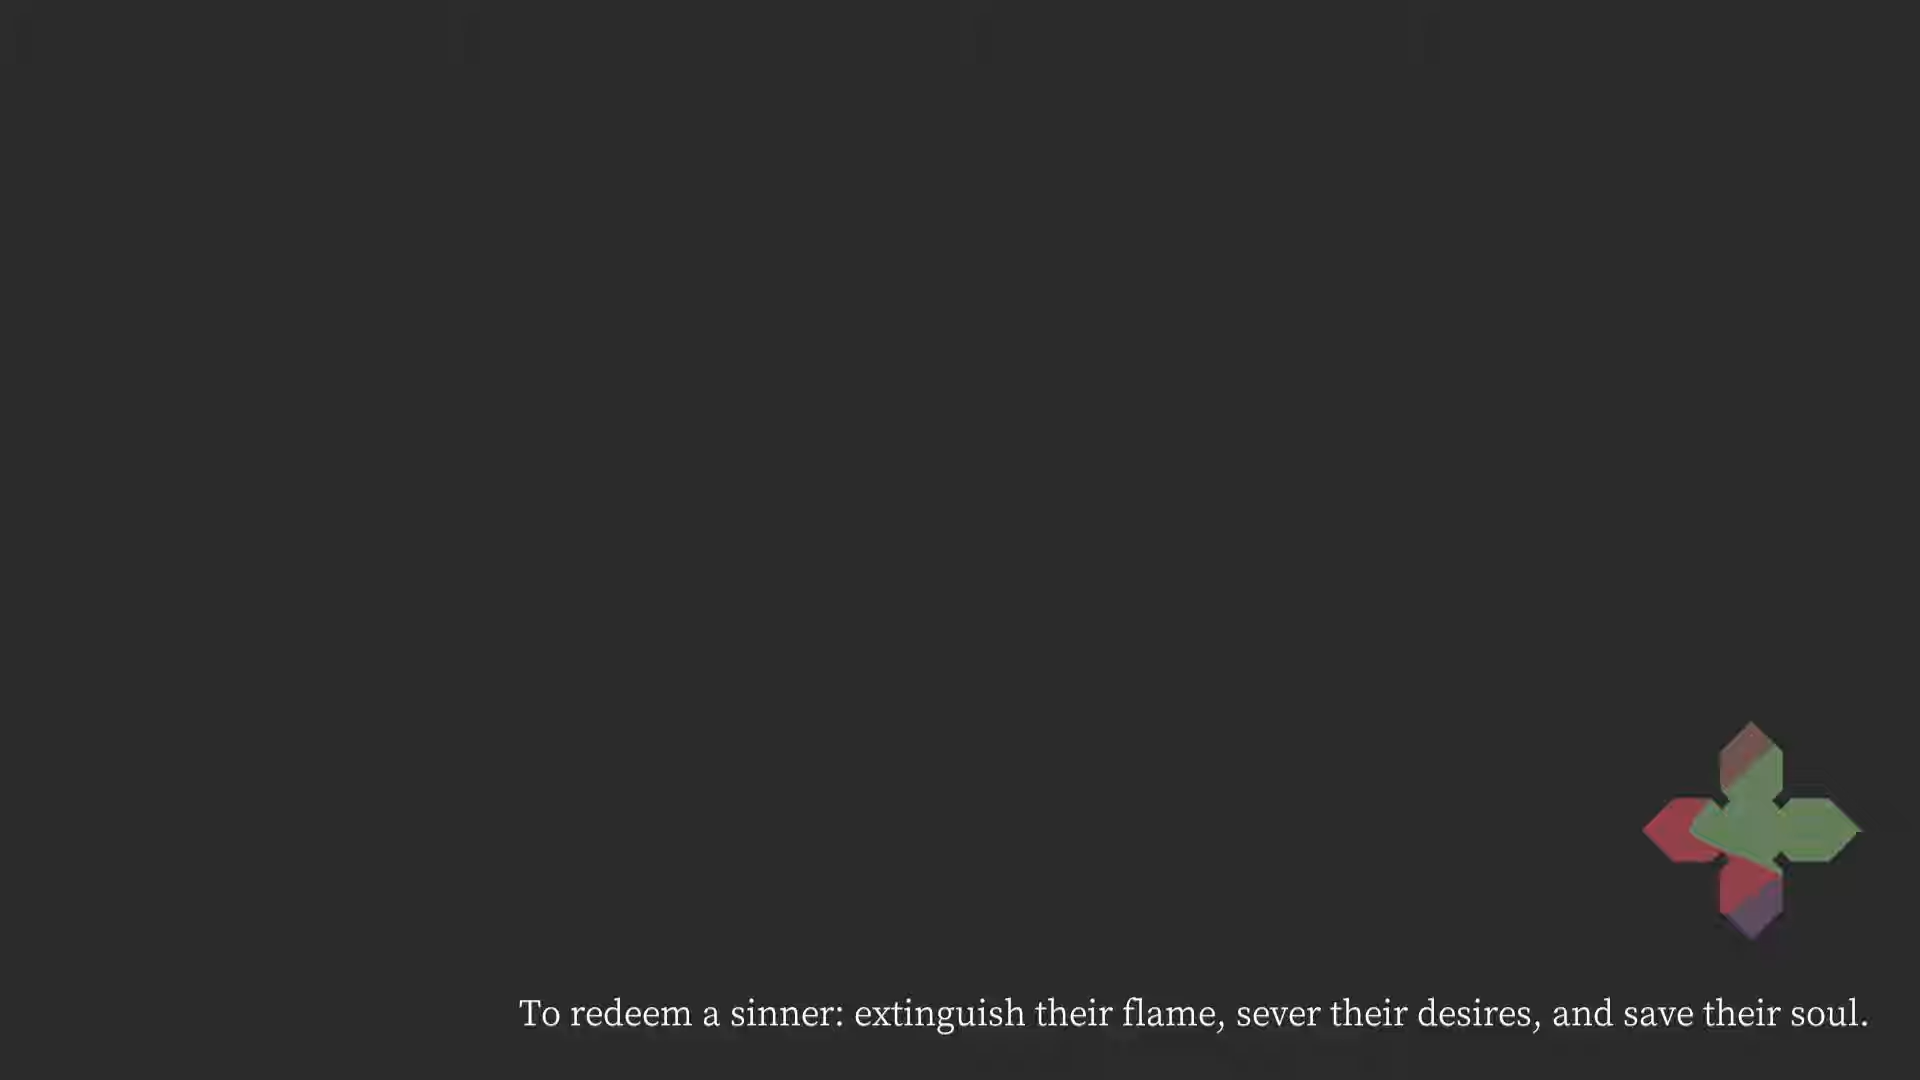 To redeem a sinner: extinguish their flame, sever their desires, and save their soul.